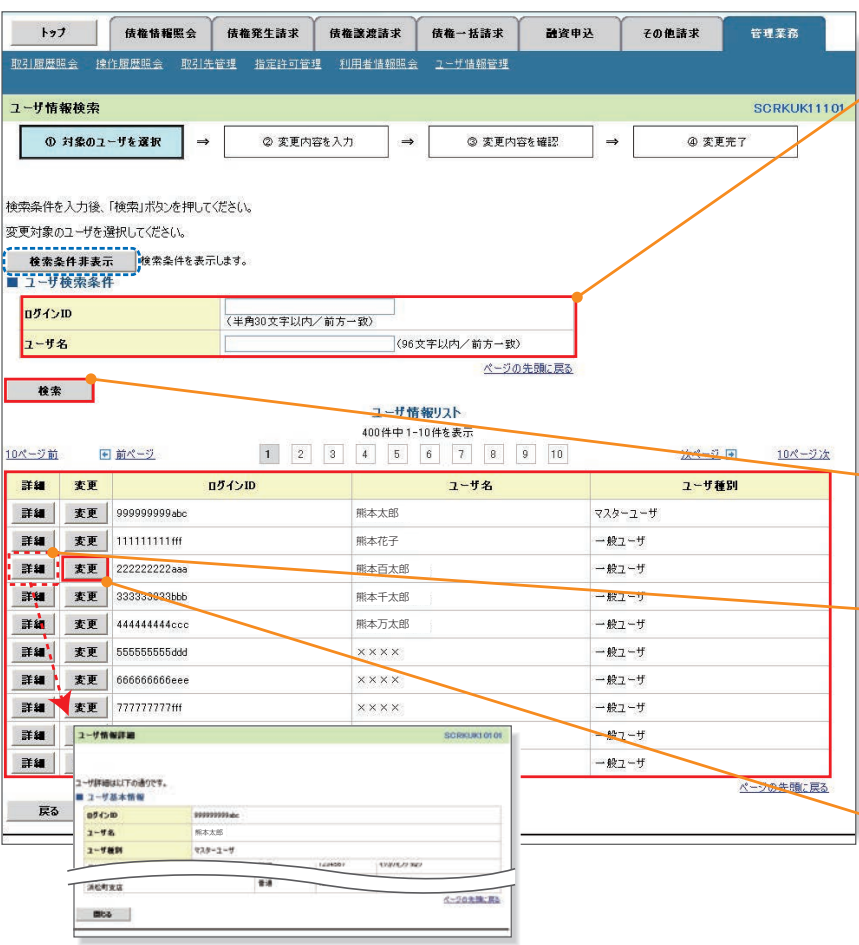 トップ 債権情報照会 債権発生請求 債権譲渡請求 債権一括請求 融資申込 その他請求 管理業務
取引履歴照会 操作履歴照会 取引先管理 指定許可管理 利用者情報照会 ユーザ情報管理
ユーザ情報検索 SCRKUK11101
① 対象のユーザを選択 ⇒ ② 変更内容を入力 ⇒ ③ 変更内容を確認 ⇒ ④ 変更完了
検索条件を入力後、「検索」ボタンを押してください。
変更対象のユーザを選択してください。
検索条件非表示 検索条件を表示します。
■ ユーザ検索条件
ログインID (半角30文字以内/前方一致)
ユーザ名 (96文字以内/前方一致)
ページの先頭に戻る
検索
ユーザ情報リスト
400件中 1-10件を表示
10ページ前 前ページ 1 2 3 4 5 6 7 8 9 10 次ページ 10ページ次
詳細 変更 ログインID ユーザ名 ユーザ種別
詳細 変更 999999999abc 熊本太郎 マスターユーザ
詳細 変更 111111111fff 熊本花子 一般ユーザ
詳細 変更 222222222aaa 熊本百太郎 一般ユーザ
詳細 変更 333333333bbb 熊本千太郎 一般ユーザ
詳細 変更 444444444ccc 熊本万太郎 一般ユーザ
詳細 変更 555555555ddd ×××× 一般ユーザ
詳細 変更 666666666eee ×××× 一般ユーザ
詳細 変更 777777777fff ×××× 一般ユーザ
詳細 一般ユーザ
詳細 一般ユーザ
ページの先頭に戻る
戻る
ユーザ情報詳細 SCRKUK10101
ユーザ詳細は以下の通りです。
■ ユーザ基本情報
ログインID 999999999abc
ユーザ名 熊本太郎
ユーザ種別 マスターユーザ
1234567
浜松町支店 普通
ページの先頭に戻る
閉じる